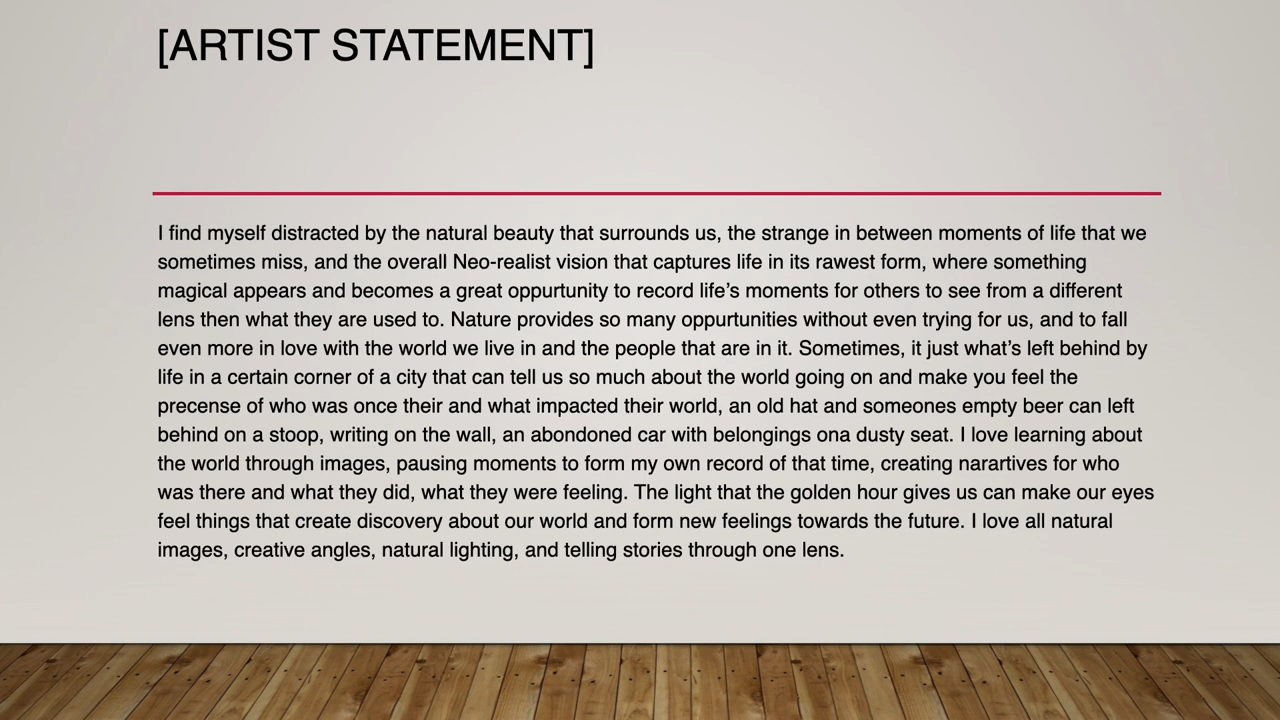 [ARTIST STATEMENT]
I find myself distracted by the natural beauty that surrounds us, the strange in between moments of life that we
sometimes miss, and the overall Neo-realist vision that captures life in its rawest form, where something
magical appears and becomes a great oppurtunity to record life’s moments for others to see from a different
lens then what they are used to. Nature provides so many oppurtunities without even trying for us, and to fall
even more in love with the world we live in and the people that are in it. Sometimes, it just what’s left behind by
life in a certain corner of a city that can tell us so much about the world going on and make you feel the
precense of who was once their and what impacted their world, an old hat and someones empty beer can left
behind on a stoop, writing on the wall, an abondoned car with belongings ona dusty seat. I love learning about
the world through images, pausing moments to form my own record of that time, creating narartives for who
was there and what they did, what they were feeling. The light that the golden hour gives us can make our eyes
feel things that create discovery about our world and form new feelings towards the future. I love all natural
images, creative angles, natural lighting, and telling stories through one lens.